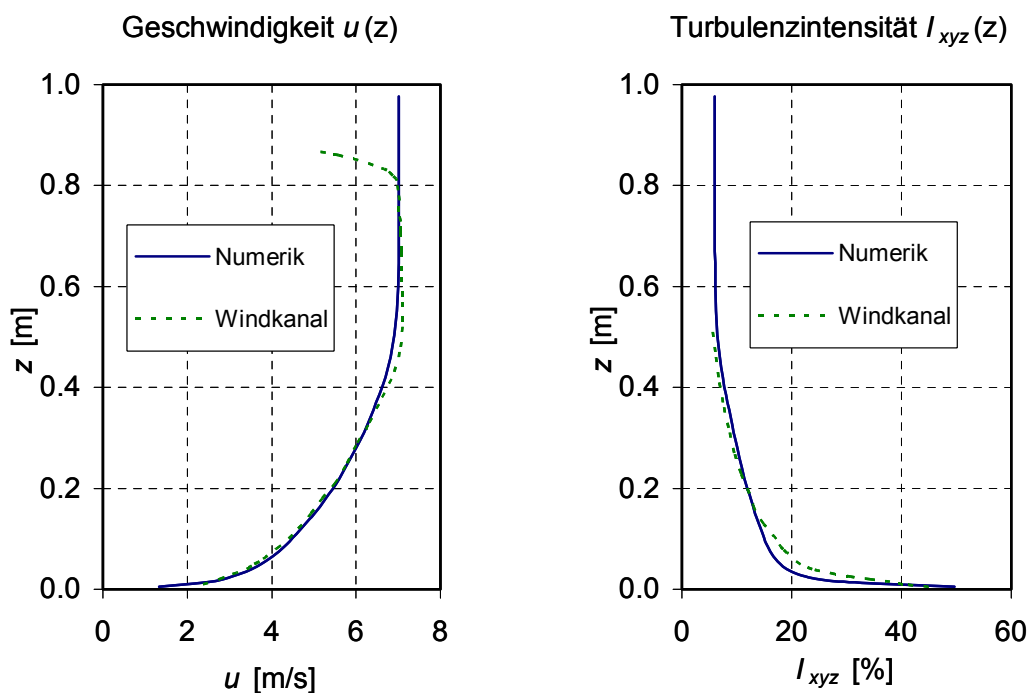 Geschwindigkeit u (z)
1.0
0.8
0.6
0.4
0.2
0.0
z [m]
Numerik
Windkanal
0 2 4 6 8
u [m/s]
Turbulenzintensität I xyz (z)
1.0
0.8
0.6
0.4
0.2
0.0
z [m]
Numerik
Windkanal
0 20 40 60
I xyz [%]